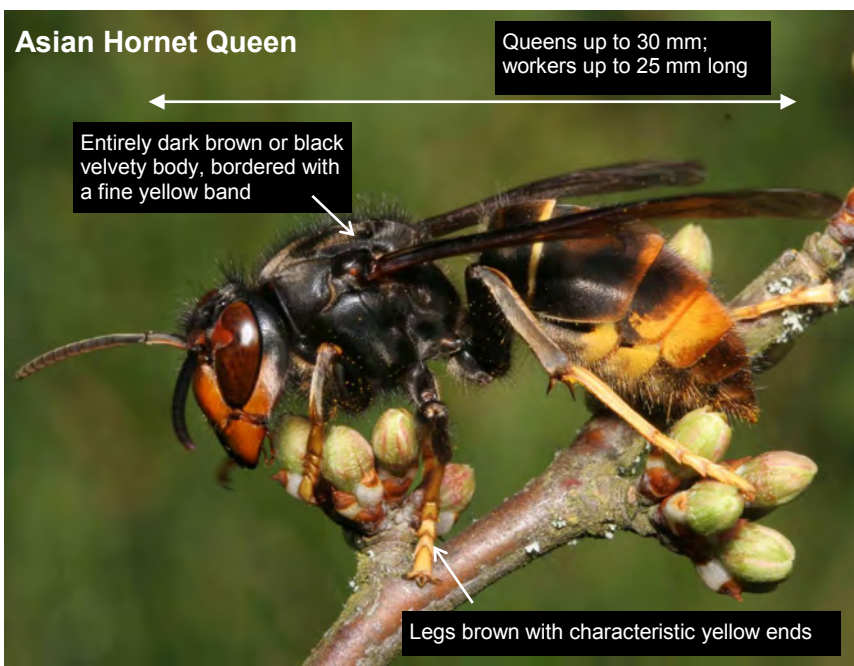 Asian Hornet Queen
Queens up to 30 mm;
workers up to 25 mm long
Entirely dark brown or black
velvety body, bordered with
a fine yellow band
Legs brown with characteristic yellow ends